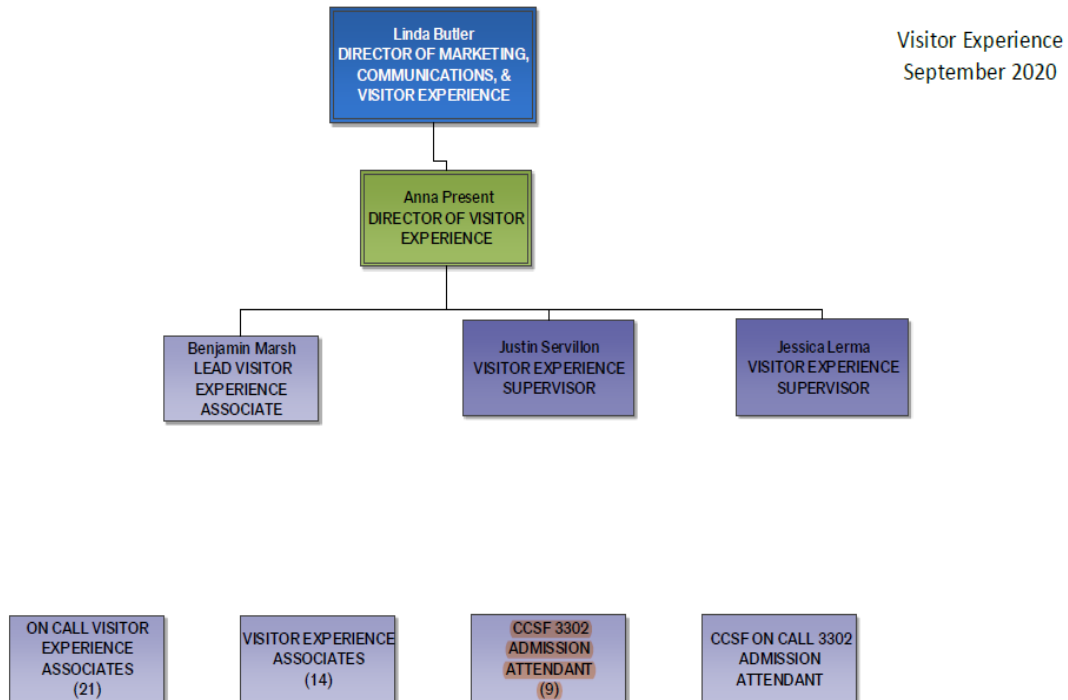 Linda Butler
DIRECTOR OF MARKETING,
COMMUNICATIONS, &
VISITOR EXPERIENCE
Visitor Experience
September 2020
Anna Present
DIRECTOR OF VISITOR
EXPERIENCE
Benjamin Marsh
LEAD VISITOR
EXPERIENCE
ASSOCIATE
Justin Servillon
VISITOR EXPERIENCE
SUPERVISOR
Jessica Lerma
VISITOR EXPERIENCE
SUPERVISOR
ON CALL VISITOR
EXPERIENCE
ASSOCIATES
(21)
VISITOR EXPERIENCE
ASSOCIATES
(14)
CCSF 3302
ADMISSION
ATTENDANT
(9)
CCSF ON CALL 3302
ADMISSION
ATTENDANT